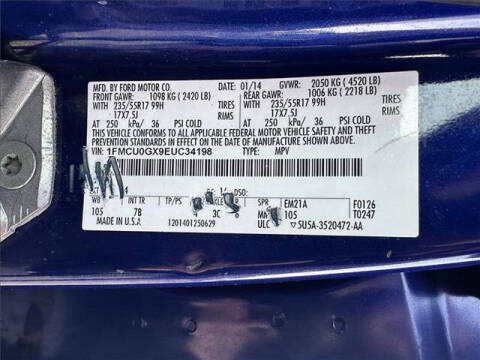 MFD. BY FORD MOTOR CO. 01/14 GVWR: 2050 KG ( 4520 LB)
FRONT GAWR: 1098 KG ( 2420 LB) REAR GAWR: 1006 KG ( 2218 LB)
WITH WITH
235/55R17 99H TIRES 235/55R17 99H TIRES
17X7.5J RIMS 17X7.5J RIMS
AT 250 kPa/ 36 PSI COLD AT 250 kPa/ 36 PSI COLD
THIS VEHICLE CONFORMS TO ALL APPLICABLE FEDERAL MOTOR VEHICLE SAFETY AND THEFT PREVENTION STANDARDS IN EFFECT ON THE DATE OF MANUFACTURE SHOWN ABOVE.
VIN: 1FMCU0GX9EUC34198 TYPE: MPV
DSO:
WB INT TR TP/PS SPR EM21A F0126
105 7B 3C 105 T0247
MADE IN U.S.A 1201401250629 ULC 5U5A-3520472-AA